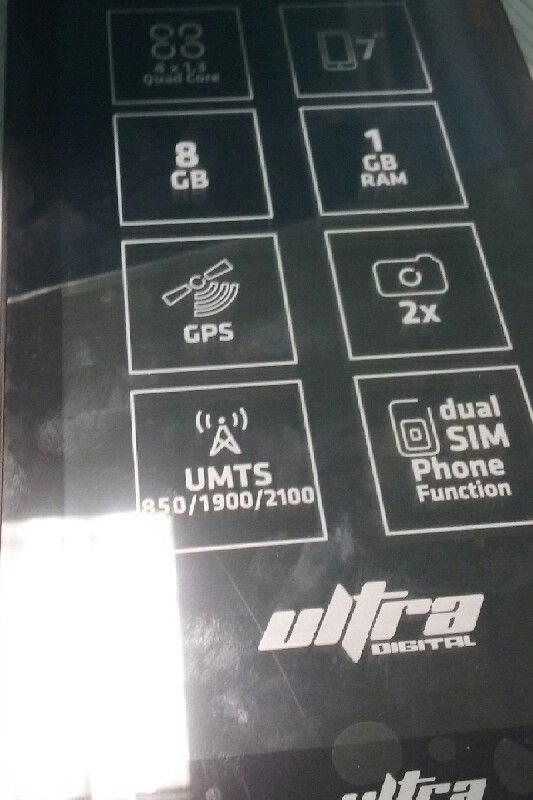 4 x 1.3
Quad Core
7"
8
GB
1
GB
RAM
GPS
2x
UMTS
850/1900/2100
dual
SIM
Phone
Function
ultra
DIGITAL
ultra